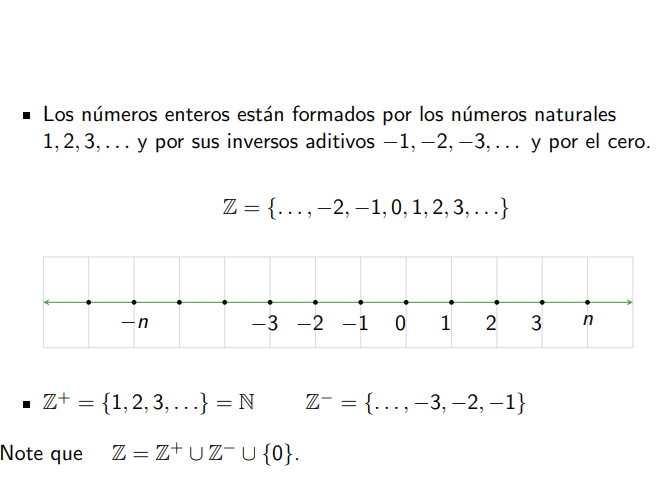 Los números enteros están formados por los números naturales
1, 2, 3, . . . y por sus inversos aditivos −1, −2, −3, . . . y por el cero.
ℤ = {. . . , −2, −1, 0, 1, 2, 3, . . .}
−n −3 −2 −1 0 1 2 3 n
ℤ⁺ = {1, 2, 3, . . .} = ℕ ℤ⁻ = {. . . , −3, −2, −1}
Note que ℤ = ℤ⁺ ∪ ℤ⁻ ∪ {0}.